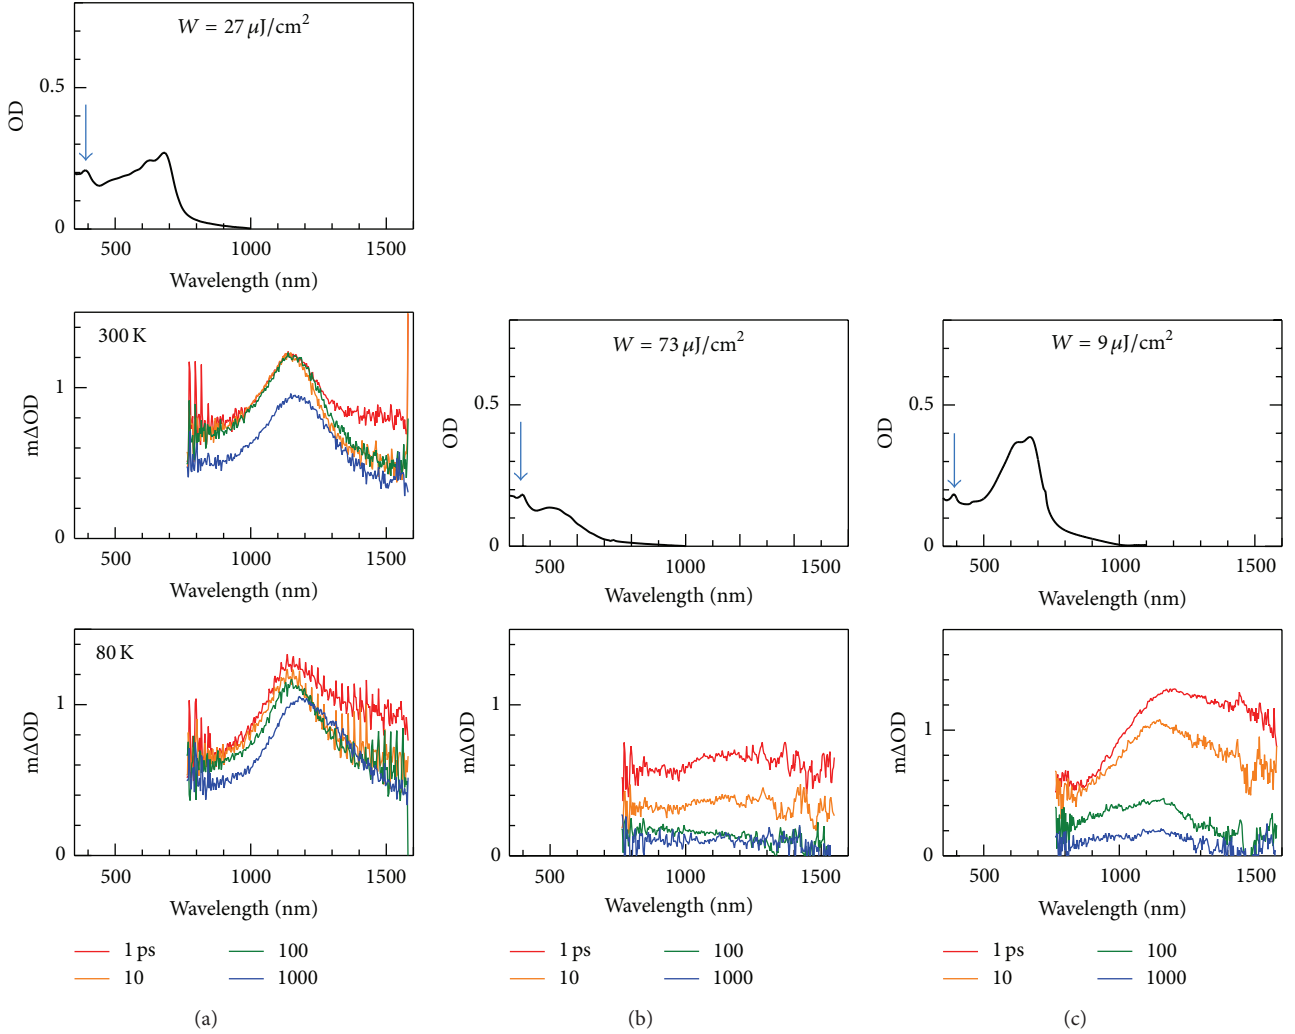 W = 27 μJ/cm²
0.5
OD
0
500 1000 1500
Wavelength (nm)
300 K
1
mΔOD
0
500 1000 1500
Wavelength (nm)
80 K
1
mΔOD
0
500 1000 1500
Wavelength (nm)
1 ps 100
10 1000
(a)
W = 73 μJ/cm²
0.5
OD
0
500 1000 1500
Wavelength (nm)
1
mΔOD
0
500 1000 1500
Wavelength (nm)
1 ps 100
10 1000
(b)
W = 9 μJ/cm²
0.5
OD
0
500 1000 1500
Wavelength (nm)
1
mΔOD
0
500 1000 1500
Wavelength (nm)
1 ps 100
10 1000
(c)